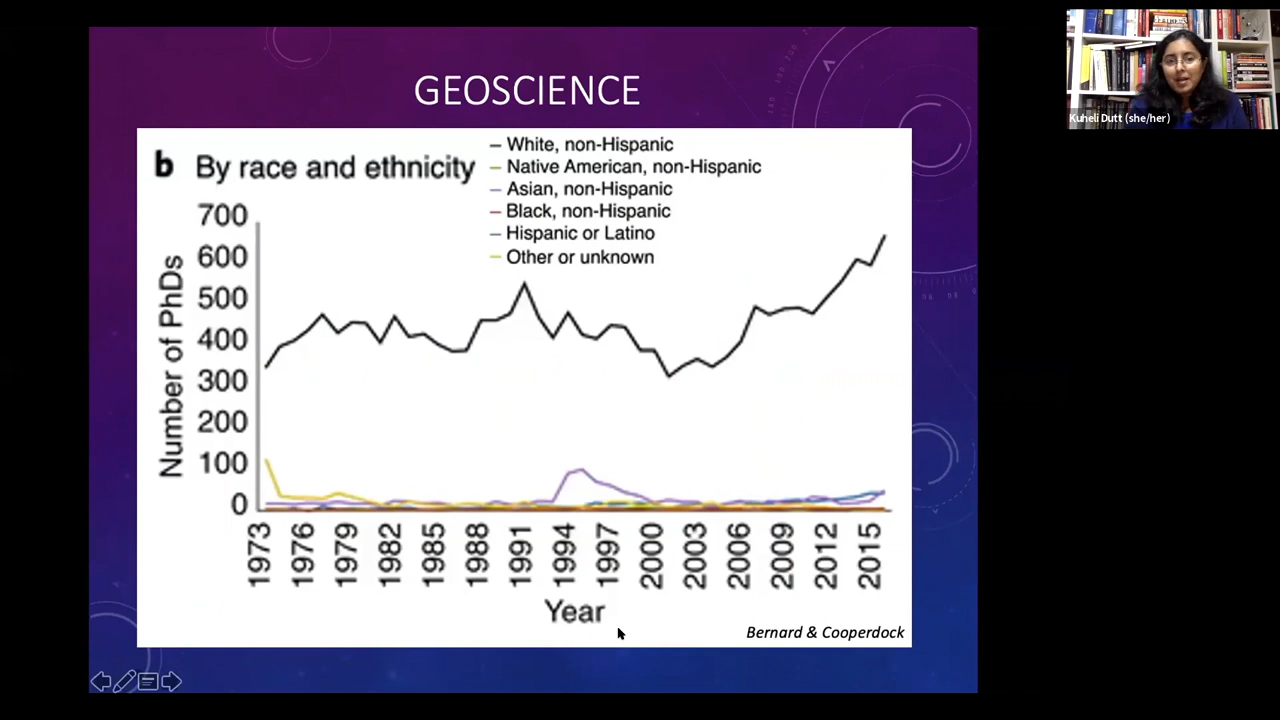 GEOSCIENCE
b By race and ethnicity
White, non-Hispanic
Native American, non-Hispanic
Asian, non-Hispanic
Black, non-Hispanic
Hispanic or Latino
Other or unknown
Number of PhDs
700
600
500
400
300
200
100
0
1973 1976 1979 1982 1985 1988 1991 1994 1997 2000 2003 2006 2009 2012 2015
Year
Bernard & Cooperdock
Kuheli Dutt (she/her)